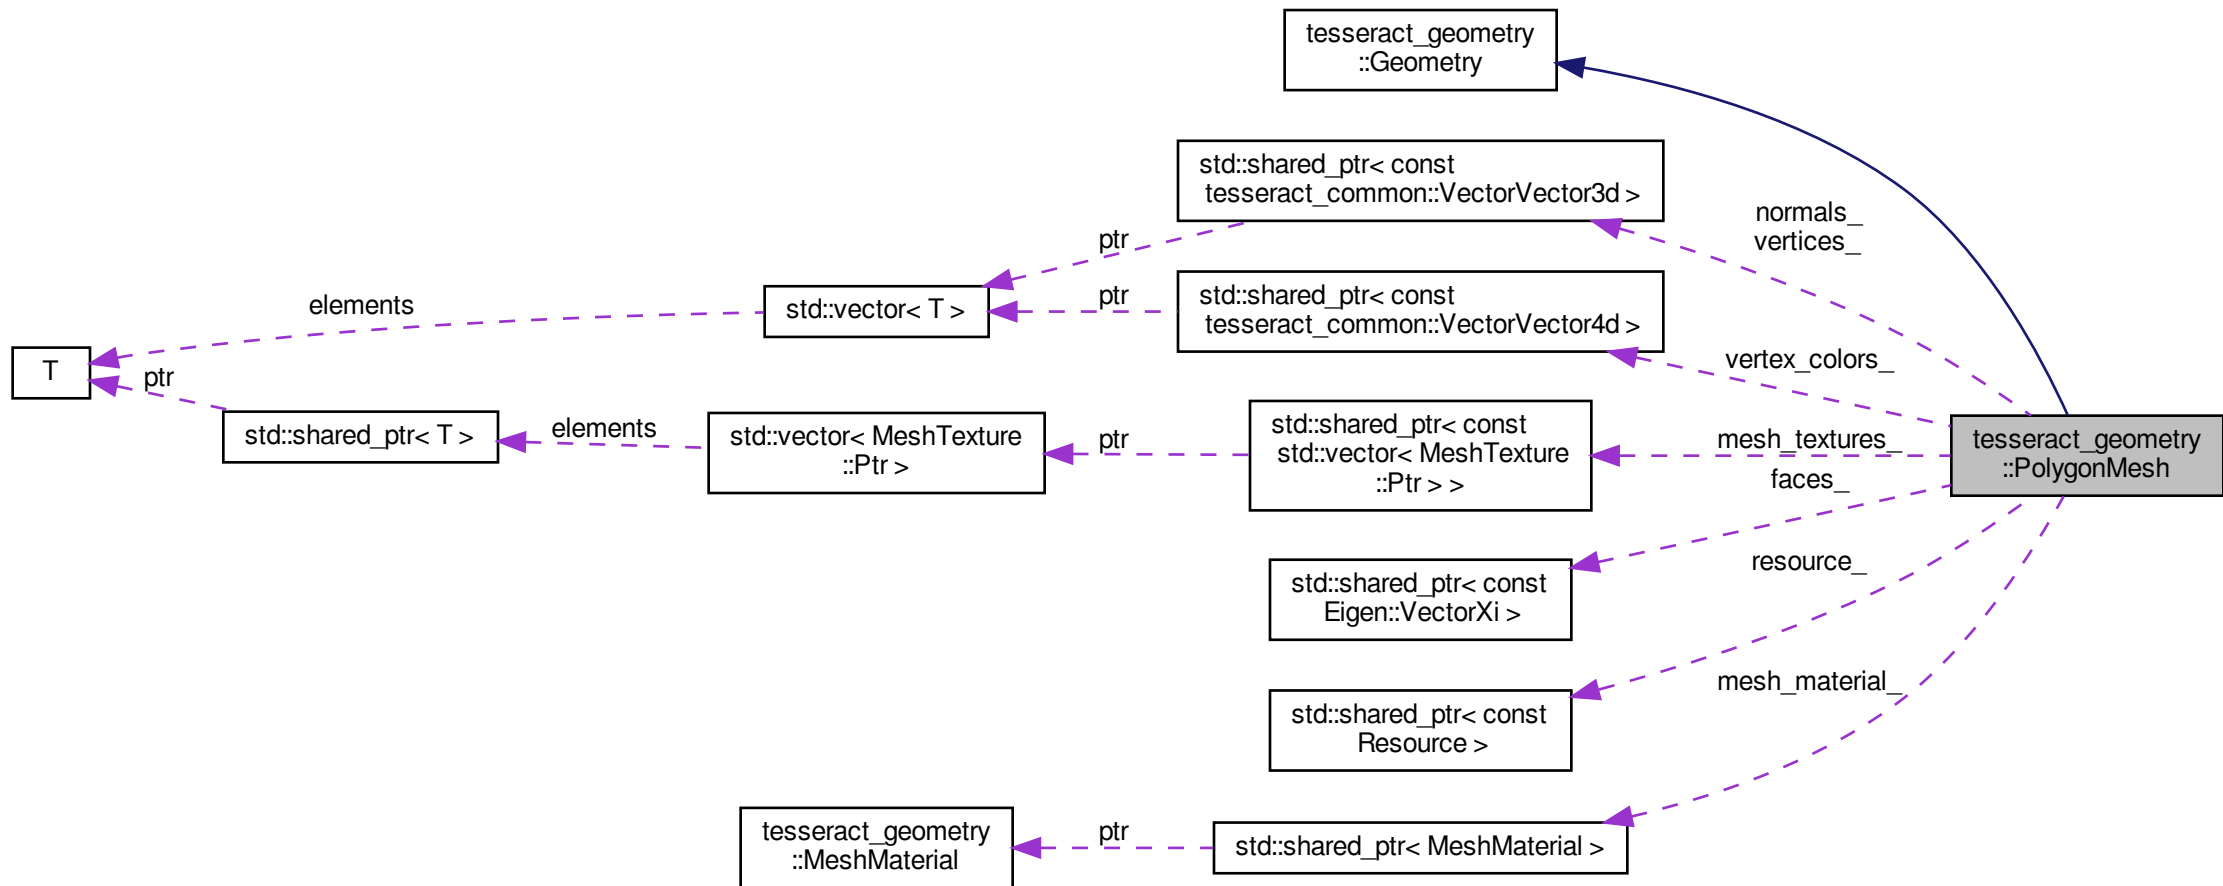 tesseract_geometry
::Geometry
std::shared_ptr< const
tesseract_common::VectorVector3d >
normals_
vertices_
ptr
std::shared_ptr< const
tesseract_common::VectorVector4d >
ptr
elements
std::vector< T >
vertex_colors_
T
ptr
std::shared_ptr< T >
elements
std::vector< MeshTexture
::Ptr >
ptr
std::shared_ptr< const
std::vector< MeshTexture
::Ptr > >
mesh_textures_
tesseract_geometry
::PolygonMesh
faces_
std::shared_ptr< const
Eigen::VectorXi >
resource_
std::shared_ptr< const
Resource >
mesh_material_
tesseract_geometry
::MeshMaterial
ptr
std::shared_ptr< MeshMaterial >